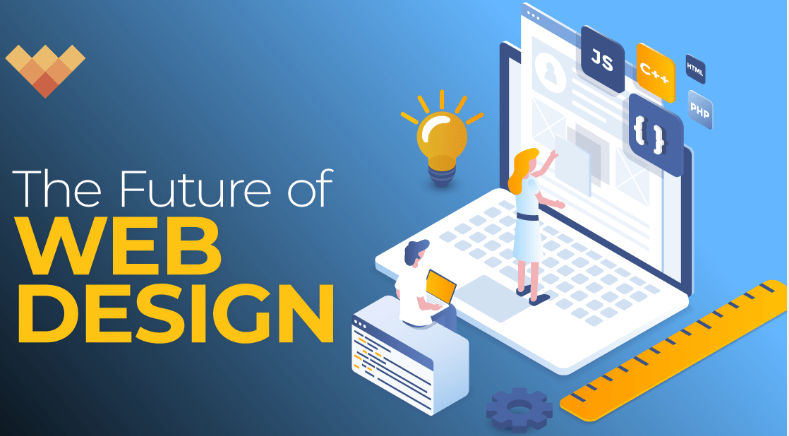 The Future of
WEB
DESIGN
JS
C++
HTML
PHP
{ }